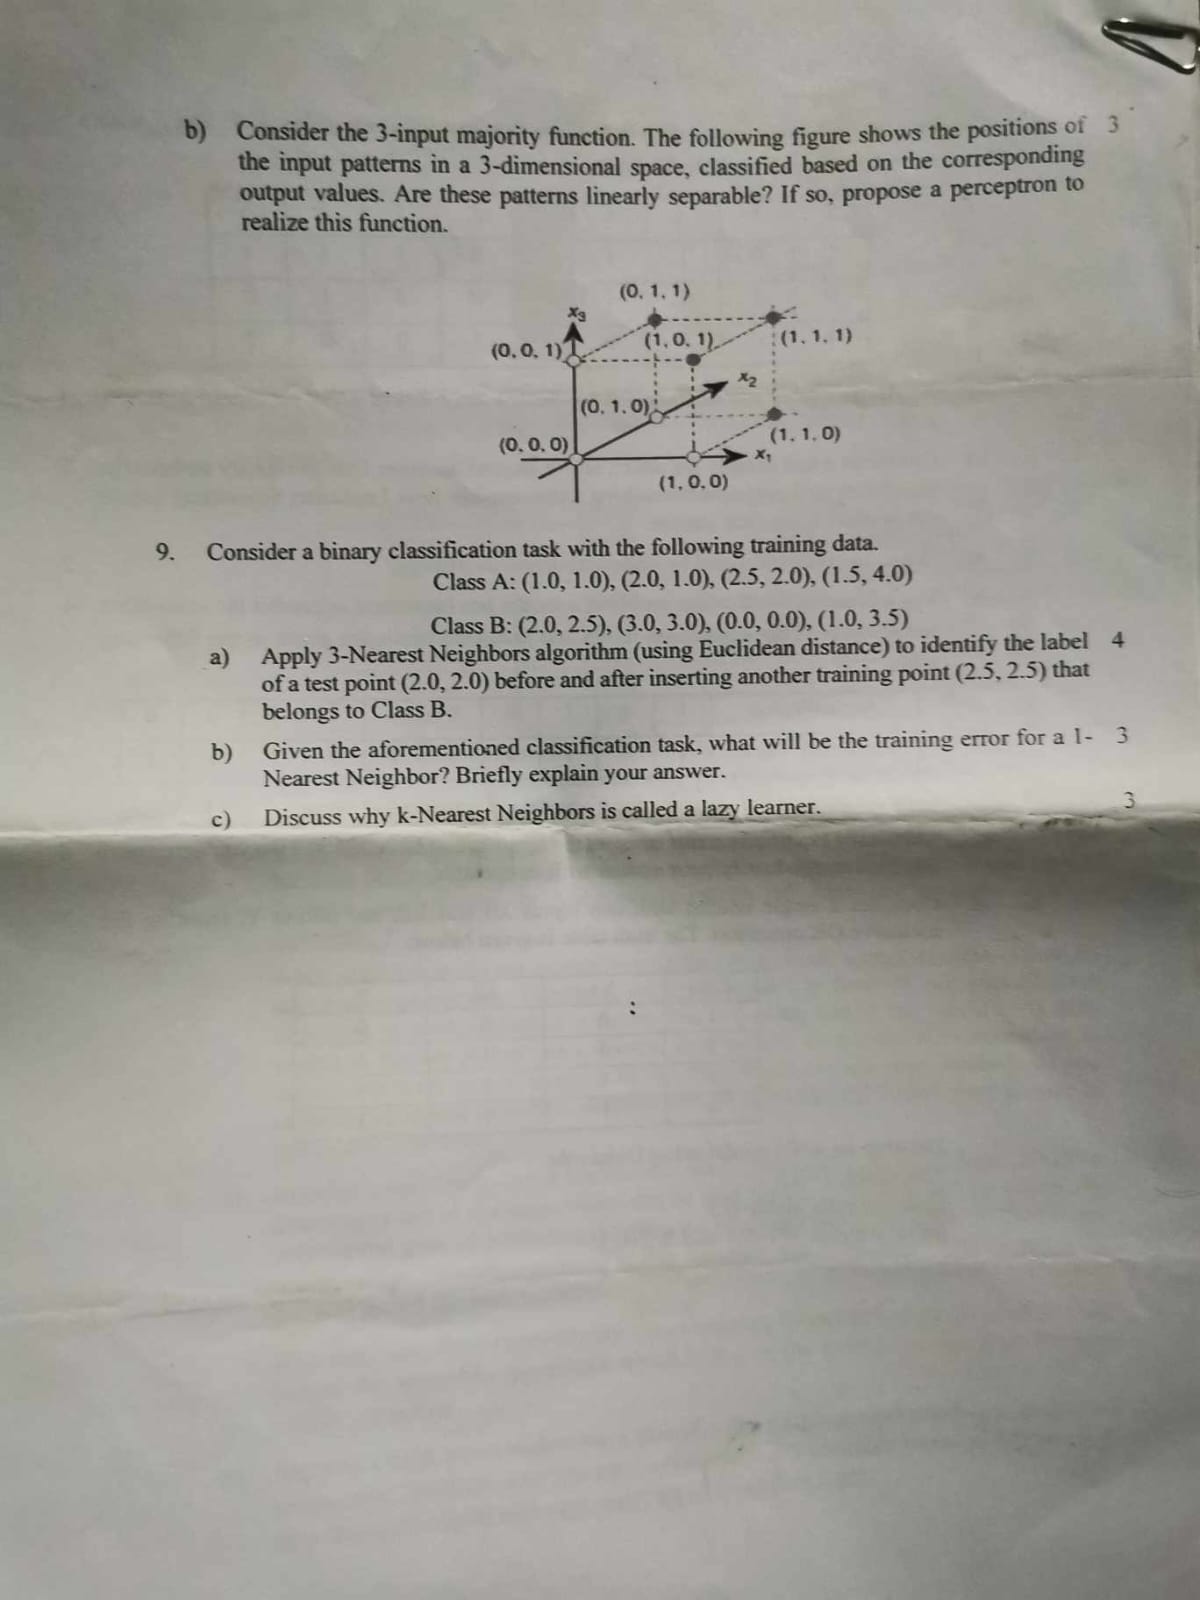 b) Consider the 3-input majority function. The following figure shows the positions of 3
the input patterns in a 3-dimensional space, classified based on the corresponding
output values. Are these patterns linearly separable? If so, propose a perceptron to
realize this function.
(0, 1, 1)
x3
(0, 0, 1)
(1, 0, 1)
(1, 1, 1)
x2
(0, 1, 0)
(0, 0, 0)
(1, 1, 0)
x1
(1, 0, 0)
9. Consider a binary classification task with the following training data.
Class A: (1.0, 1.0), (2.0, 1.0), (2.5, 2.0), (1.5, 4.0)
Class B: (2.0, 2.5), (3.0, 3.0), (0.0, 0.0), (1.0, 3.5)
a) Apply 3-Nearest Neighbors algorithm (using Euclidean distance) to identify the label 4
of a test point (2.0, 2.0) before and after inserting another training point (2.5, 2.5) that
belongs to Class B.
b) Given the aforementioned classification task, what will be the training error for a 1- 3
Nearest Neighbor? Briefly explain your answer.
c) Discuss why k-Nearest Neighbors is called a lazy learner. 3